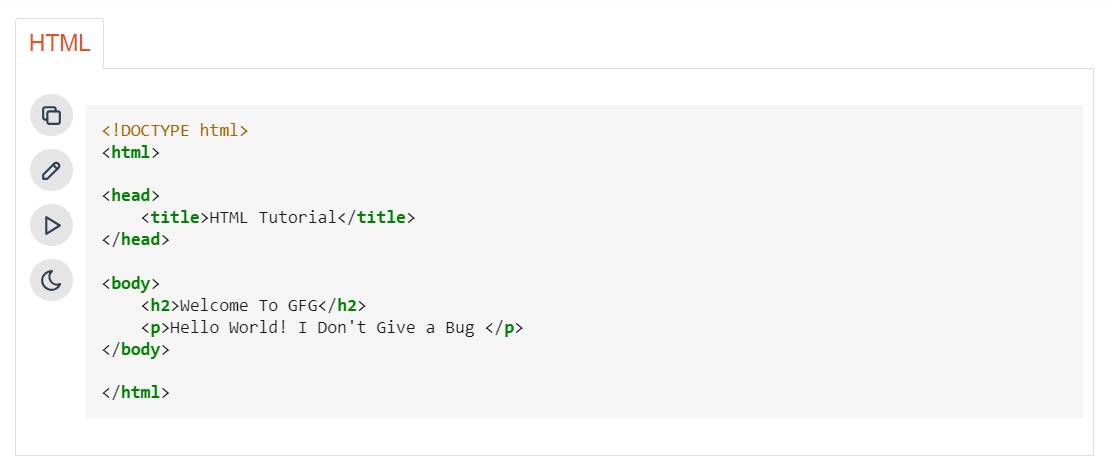 HTML
<!DOCTYPE html>
<html>
<head>
    <title>HTML Tutorial</title>
</head>
<body>
    <h2>Welcome To GFG</h2>
    <p>Hello World! I Don't Give a Bug </p>
</body>
</html>